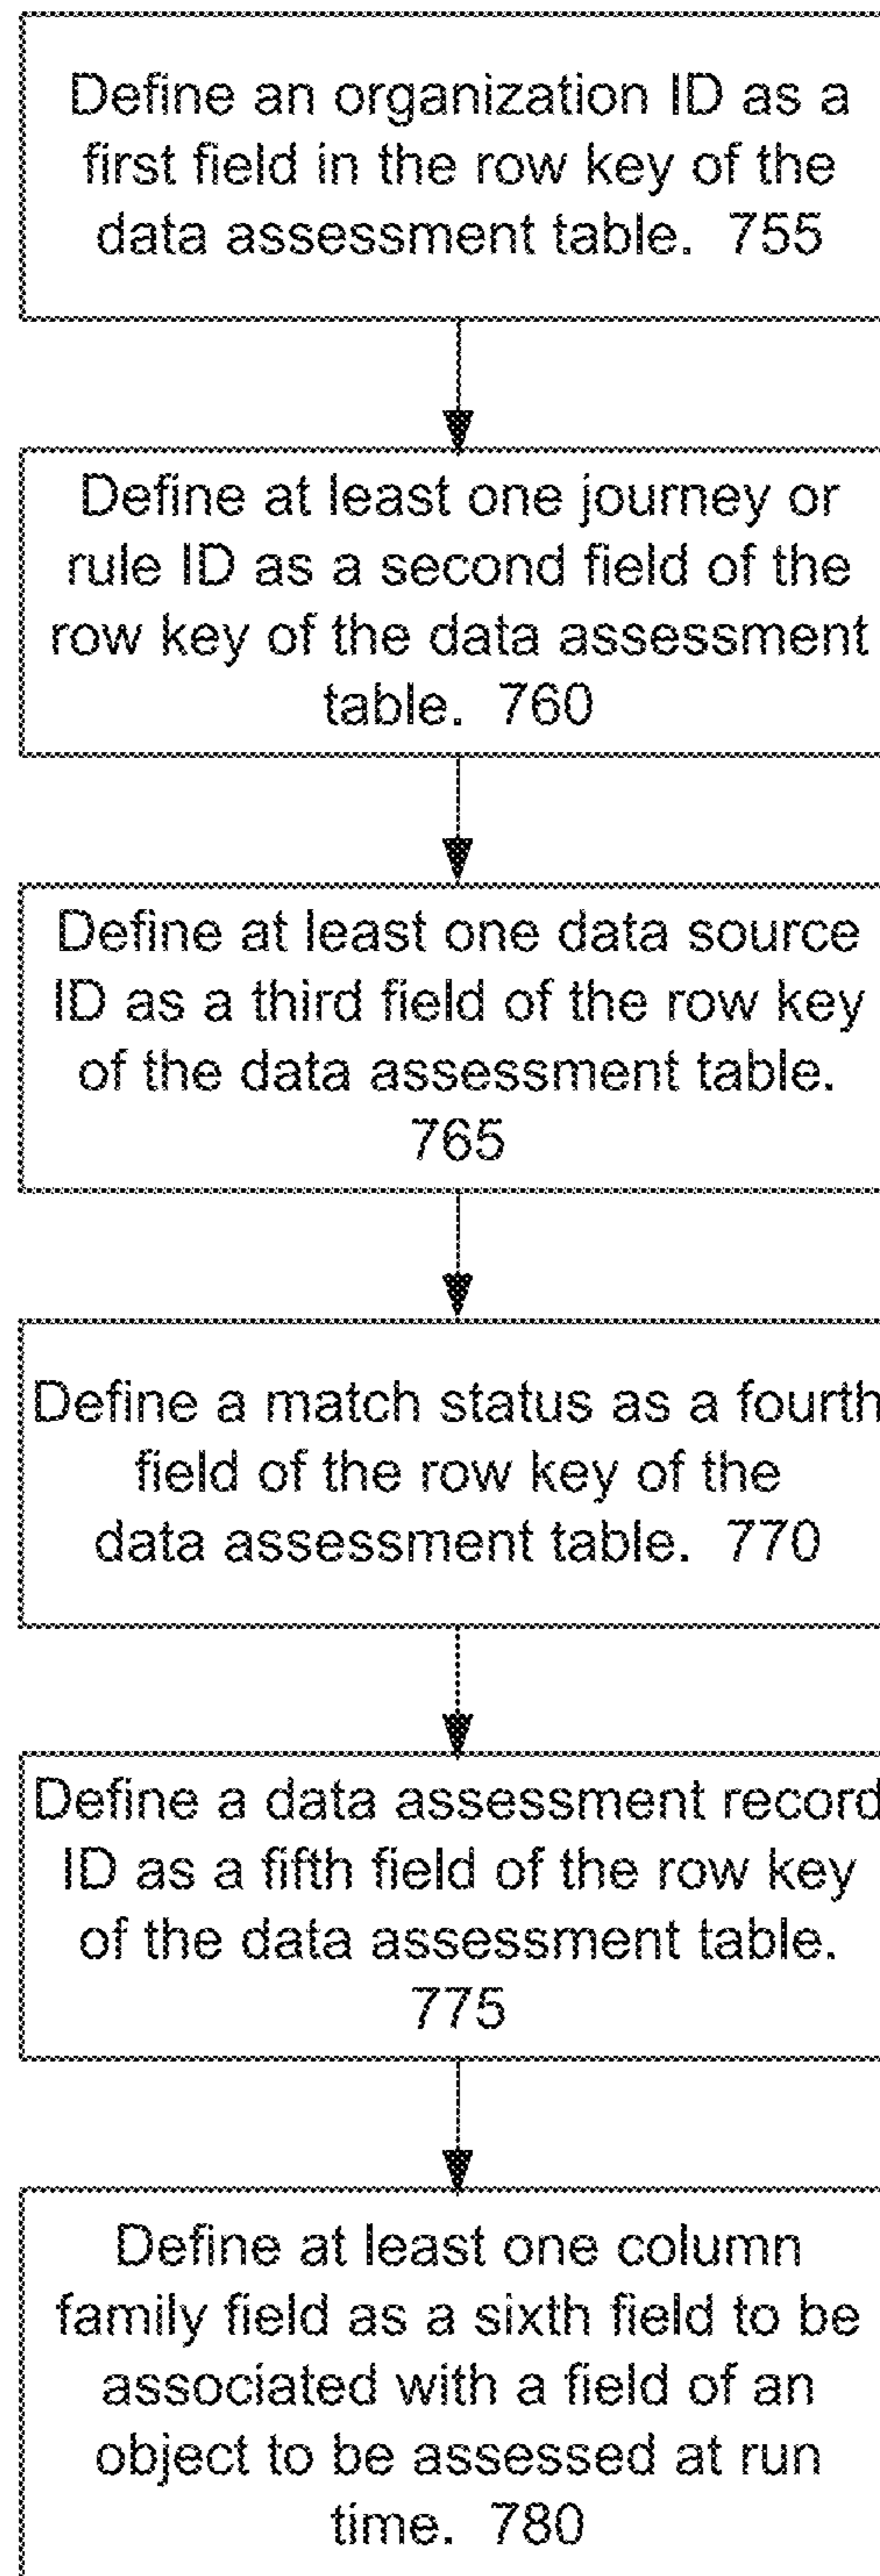 Define an organization ID as a
first field in the row key of the
data assessment table. 755
Define at least one journey or
rule ID as a second field of the
row key of the data assessment
table. 760
Define at least one data source
ID as a third field of the row key
of the data assessment table.
765
Define a match status as a fourth
field of the row key of the
data assessment table. 770
Define a data assessment record
ID as a fifth field of the row key
of the data assessment table.
775
Define at least one column
family field as a sixth field to be
associated with a field of an
object to be assessed at run
time. 780